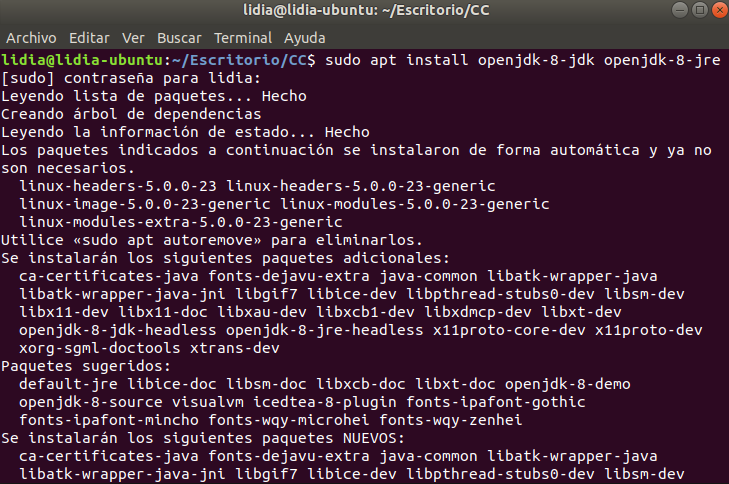 lidia@lidia-ubuntu: ~/Escritorio/CC
Archivo Editar Ver Buscar Terminal Ayuda
lidia@lidia-ubuntu:~/Escritorio/CC$ sudo apt install openjdk-8-jdk openjdk-8-jre
[sudo] contraseña para lidia:
Leyendo lista de paquetes... Hecho
Creando árbol de dependencias
Leyendo la información de estado... Hecho
Los paquetes indicados a continuación se instalaron de forma automática y ya no
son necesarios.
  linux-headers-5.0.0-23 linux-headers-5.0.0-23-generic
  linux-image-5.0.0-23-generic linux-modules-5.0.0-23-generic
  linux-modules-extra-5.0.0-23-generic
Utilice «sudo apt autoremove» para eliminarlos.
Se instalarán los siguientes paquetes adicionales:
  ca-certificates-java fonts-dejavu-extra java-common libatk-wrapper-java
  libatk-wrapper-java-jni libgif7 libice-dev libpthread-stubs0-dev libsm-dev
  libx11-dev libx11-doc libxau-dev libxcb1-dev libxdmcp-dev libxt-dev
  openjdk-8-jdk-headless openjdk-8-jre-headless x11proto-core-dev x11proto-dev
  xorg-sgml-doctools xtrans-dev
Paquetes sugeridos:
  default-jre libice-doc libsm-doc libxcb-doc libxt-doc openjdk-8-demo
  openjdk-8-source visualvm icedtea-8-plugin fonts-ipafont-gothic
  fonts-ipafont-mincho fonts-wqy-microhei fonts-wqy-zenhei
Se instalarán los siguientes paquetes NUEVOS:
  ca-certificates-java fonts-dejavu-extra java-common libatk-wrapper-java
  libatk-wrapper-java-jni libgif7 libice-dev libpthread-stubs0-dev libsm-dev